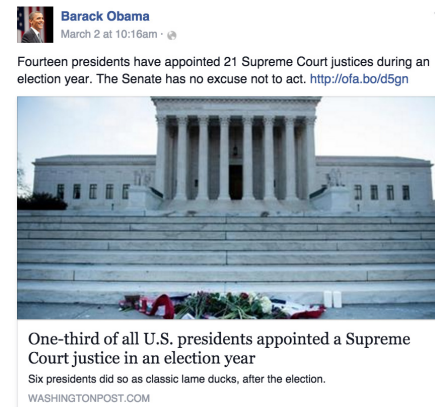 Barack Obama
March 2 at 10:16am ·
Fourteen presidents have appointed 21 Supreme Court justices during an
election year. The Senate has no excuse not to act. http://ofa.bo/d5gn
One-third of all U.S. presidents appointed a Supreme
Court justice in an election year
Six presidents did so as classic lame ducks, after the election.
WASHINGTONPOST.COM